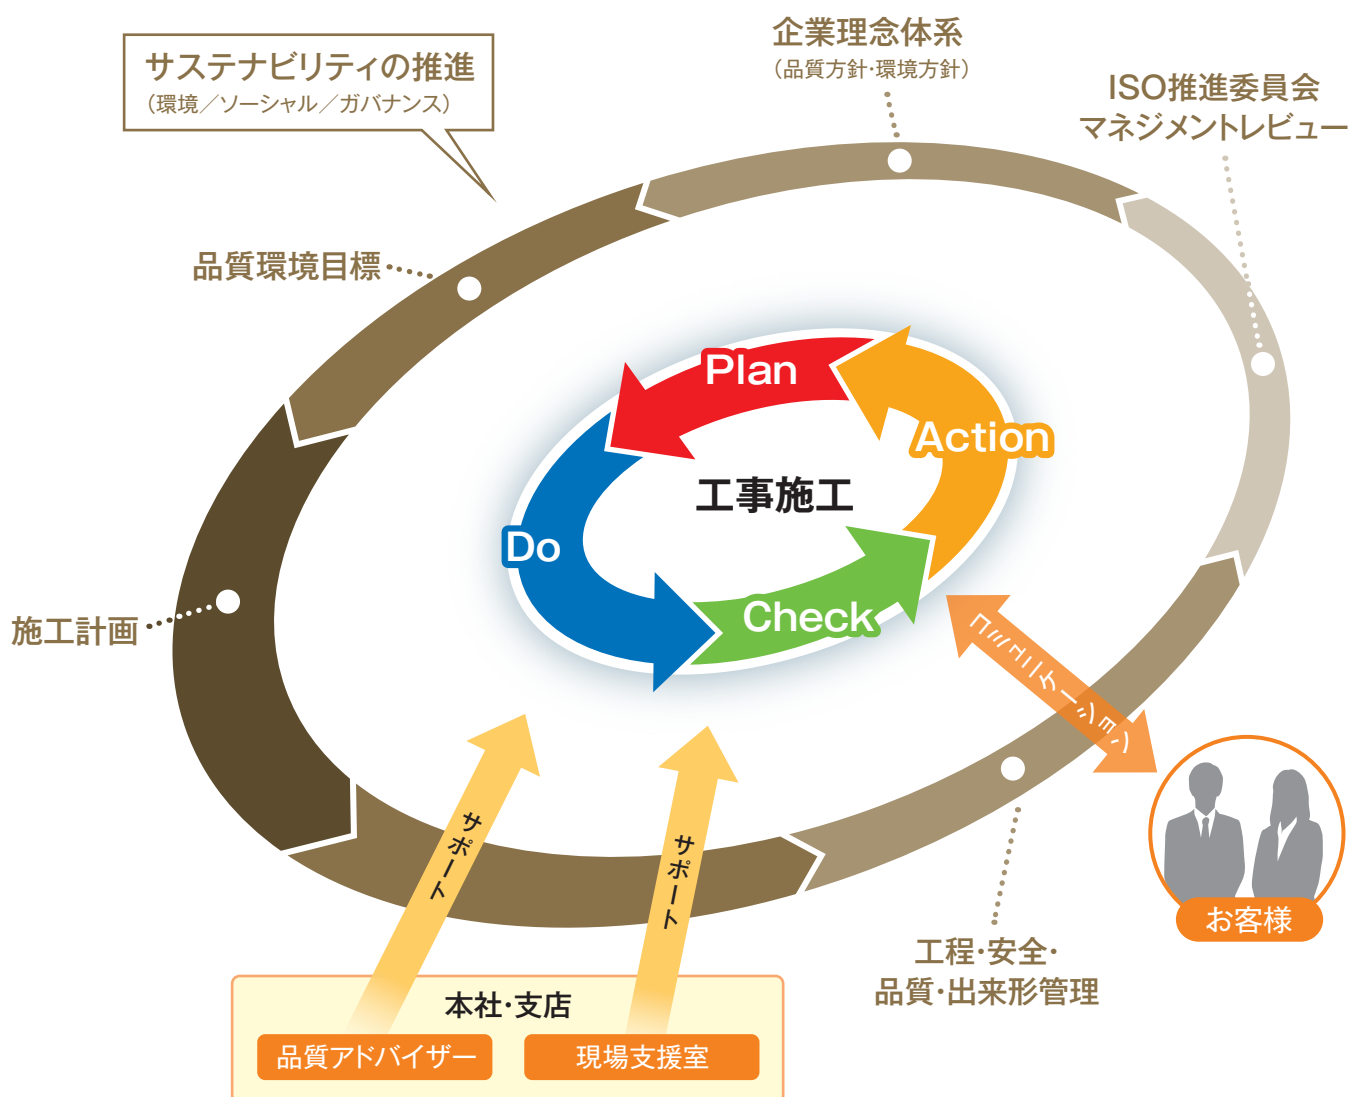 企業理念体系
（品質方針・環境方針）
サステナビリティの推進
（環境／ソーシャル／ガバナンス）
ISO推進委員会
マネジメントレビュー
品質環境目標
Plan
Action
工事施工
Do
Check
施工計画
コミュニケーション
サポート
サポート
お客様
工程・安全・
品質・出来形管理
本社・支店
品質アドバイザー
現場支援室